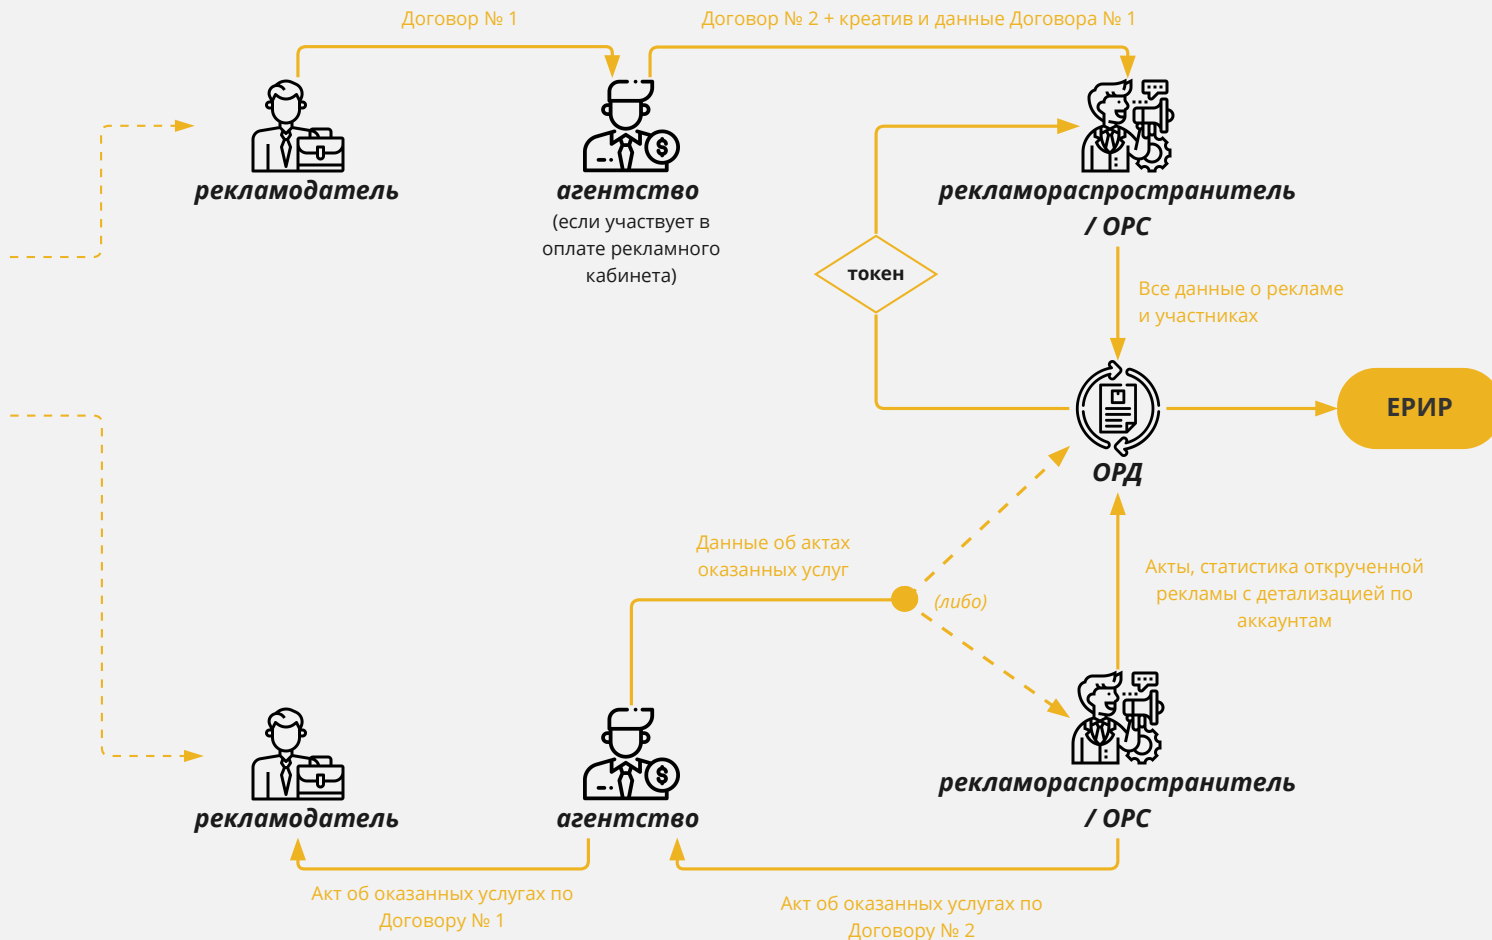 Договор № 1
Договор № 2 + креатив и данные Договора № 1
рекламодатель
агентство
(если участвует в
оплате рекламного
кабинета)
рекламораспространитель
/ ОРС
токен
Все данные о рекламе
и участниках
ЕРИР
ОРД
Данные об актах
оказанных услуг
(либо)
Акты, статистика открученной
рекламы с детализацией по
аккаунтам
рекламодатель
агентство
рекламораспространитель
/ ОРС
Акт об оказанных услугах по
Договору № 1
Акт об оказанных услугах по
Договору № 2